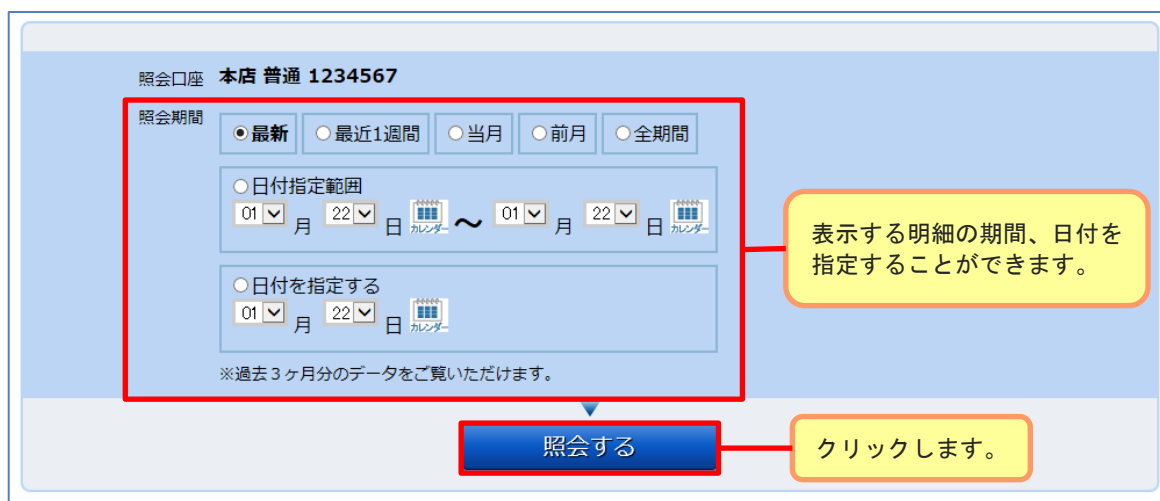 照会口座 本店 普通 1234567
照会期間
最新 最近1週間 当月 前月 全期間
日付指定範囲
01 月 22 日 カレンダー ～ 01 月 22 日 カレンダー
日付を指定する
01 月 22 日 カレンダー
※過去３ヶ月分のデータをご覧いただけます。
表示する明細の期間、日付を
指定することができます。
照会する
クリックします。